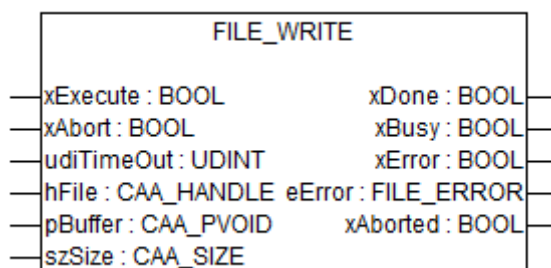 FILE_WRITE
xExecute : BOOL xDone : BOOL
xAbort : BOOL xBusy : BOOL
udiTimeOut : UDINT xError : BOOL
hFile : CAA_HANDLE eError : FILE_ERROR
pBuffer : CAA_PVOID xAborted : BOOL
szSize : CAA_SIZE